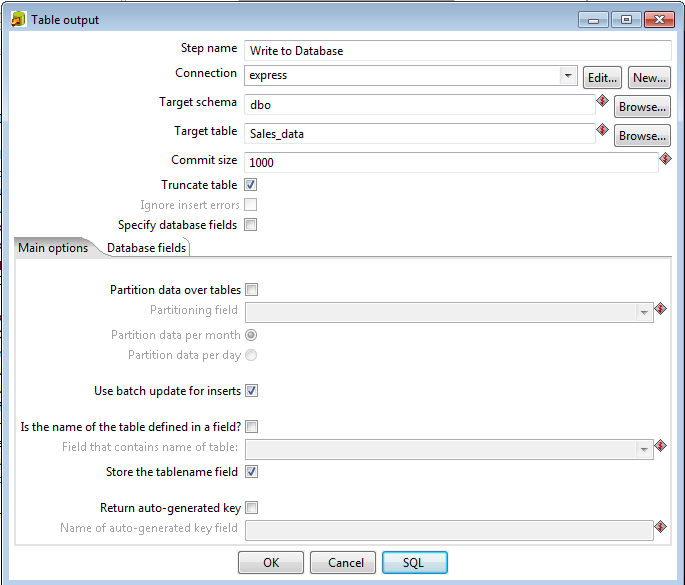 Table output
Step name Write to Database
Connection express Edit... New...
Target schema dbo Browse...
Target table Sales_data Browse...
Commit size 1000
Truncate table
Ignore insert errors
Specify database fields
Main options Database fields
Partition data over tables
Partitioning field
Partition data per month
Partition data per day
Use batch update for inserts
Is the name of the table defined in a field?
Field that contains name of table:
Store the tablename field
Return auto-generated key
Name of auto-generated key field
OK Cancel SQL